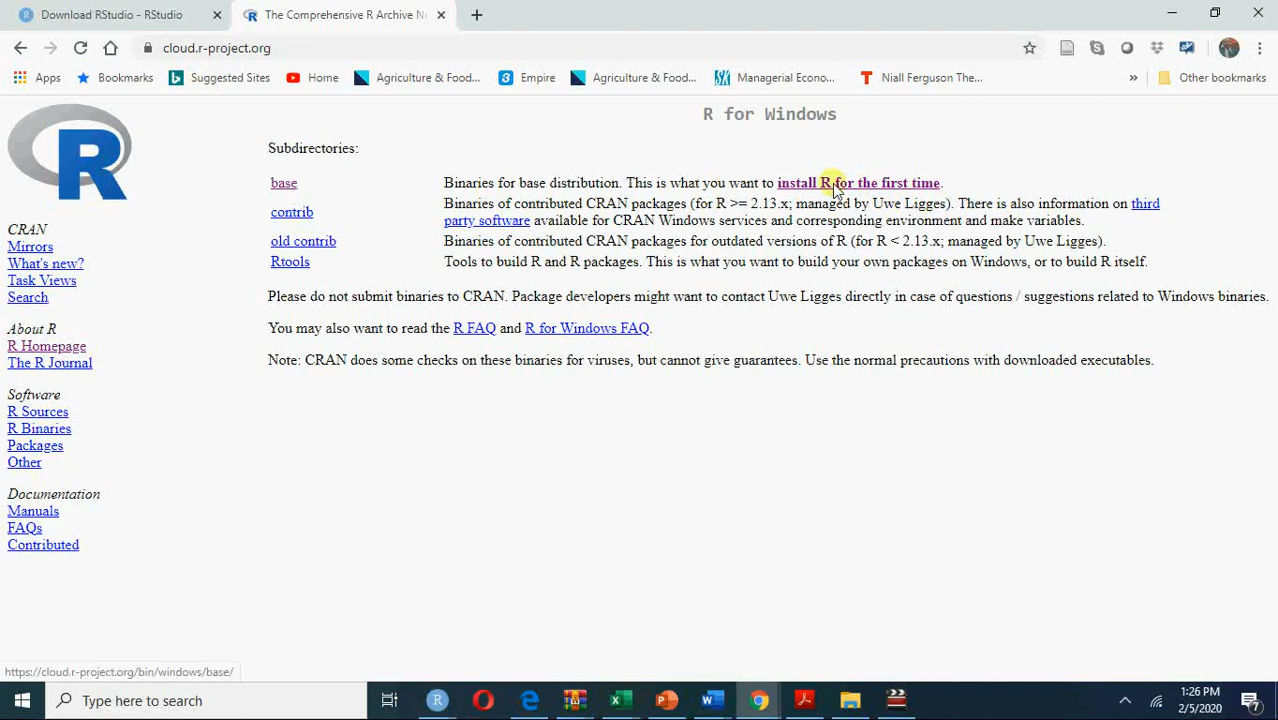 Download RStudio - RStudio
The Comprehensive R Archive Ne
cloud.r-project.org
Apps
Bookmarks
Suggested Sites
Home
Agriculture & Food...
Empire
Agriculture & Food...
Managerial Econo...
Niall Ferguson The...
Other bookmarks
R
CRAN
Mirrors
What's new?
Task Views
Search
About R
R Homepage
The R Journal
Software
R Sources
R Binaries
Packages
Other
Documentation
Manuals
FAQs
Contributed
R for Windows
Subdirectories:
base Binaries for base distribution. This is what you want to install R for the first time.
contrib Binaries of contributed CRAN packages (for R >= 2.13.x; managed by Uwe Ligges). There is also information on third
party software available for CRAN Windows services and corresponding environment and make variables.
old contrib Binaries of contributed CRAN packages for outdated versions of R (for R < 2.13.x; managed by Uwe Ligges).
Rtools Tools to build R and R packages. This is what you want to build your own packages on Windows, or to build R itself.
Please do not submit binaries to CRAN. Package developers might want to contact Uwe Ligges directly in case of questions / suggestions related to Windows binaries.
You may also want to read the R FAQ and R for Windows FAQ.
Note: CRAN does some checks on these binaries for viruses, but cannot give guarantees. Use the normal precautions with downloaded executables.
https://cloud.r-project.org/bin/windows/base/
Type here to search
1:26 PM
2/5/2020
7